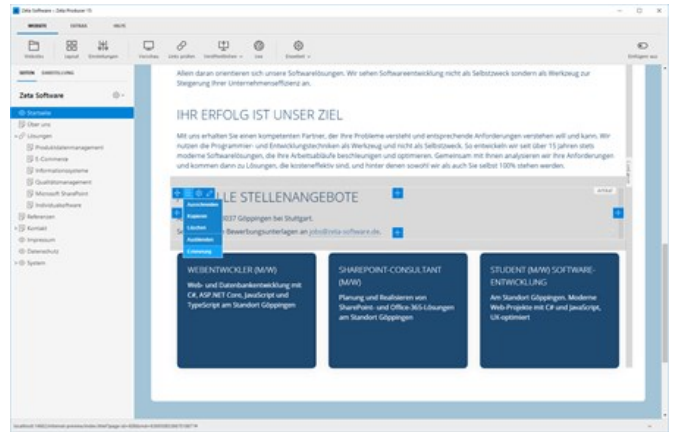 Zeta Software - Zeta Producer 15
WEBSITE EXTRAS HILFE
Websites Layout Einstellungen Vorschau Links prüfen Veröffentlichen Live Erweitert Einfügen aus
SEITEN DARSTELLUNG
Zeta Software
Startseite
Über uns
Lösungen
Produktdatenmanagement
E-Commerce
Informationssysteme
Qualitätsmanagement
Microsoft SharePoint
Individualsoftware
Referenzen
Kontakt
Impressum
Datenschutz
System
Allein daran orientieren sich unsere Softwarelösungen. Wir sehen Softwareentwicklung nicht als Selbstzweck sondern als Werkzeug zur
Steigerung Ihrer Unternehmenseffizienz an.
IHR ERFOLG IST UNSER ZIEL
Mit uns erhalten Sie einen kompetenten Partner, der Ihre Probleme versteht und entsprechende Anforderungen verstehen will und kann. Wir
nutzen die Programmier- und Entwicklungstechniken als Werkzeug und nicht als Selbstzweck. So entwickeln wir seit über 15 Jahren stets
moderne Softwarelösungen, die Ihre Arbeitsabläufe beschleunigen und optimieren. Gemeinsam mit Ihnen analysieren wir Ihre Anforderungen
und kommen dann zu Lösungen, die kosteneffektiv sind, und hinter denen sowohl wir als auch Sie selbst 100% stehen werden.
LLE STELLENANGEBOTE
Artikel
Ausschneiden
Kopieren
3037 Göppingen bei Stuttgart.
Löschen
Bewerbungsunterlagen an jobs@zeta-software.de.
Ausblenden
WEBENTWICKLER (M/W)
Web- und Datenbankentwicklung mit
C#, ASP.NET Core, JavaScript und
TypeScript am Standort Göppingen
SHAREPOINT-CONSULTANT
(M/W)
Planung und Realisieren von
SharePoint- und Office-365-Lösungen
am Standort Göppingen
STUDENT (M/W) SOFTWARE-
ENTWICKLUNG
Am Standort Göppingen. Moderne
Web-Projekte mit C# und JavaScript,
UX-optimiert